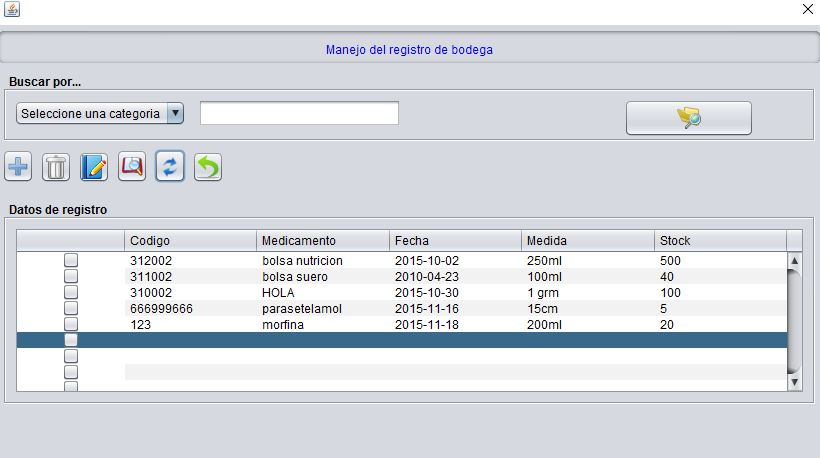 Manejo del registro de bodega
Buscar por...
Seleccione una categoria
Datos de registro
Codigo Medicamento Fecha Medida Stock
312002 bolsa nutricion 2015-10-02 250ml 500
311002 bolsa suero 2010-04-23 100ml 40
310002 HOLA 2015-10-30 1 grm 100
666999666 parasetelamol 2015-11-16 15cm 5
123 morfina 2015-11-18 200ml 20